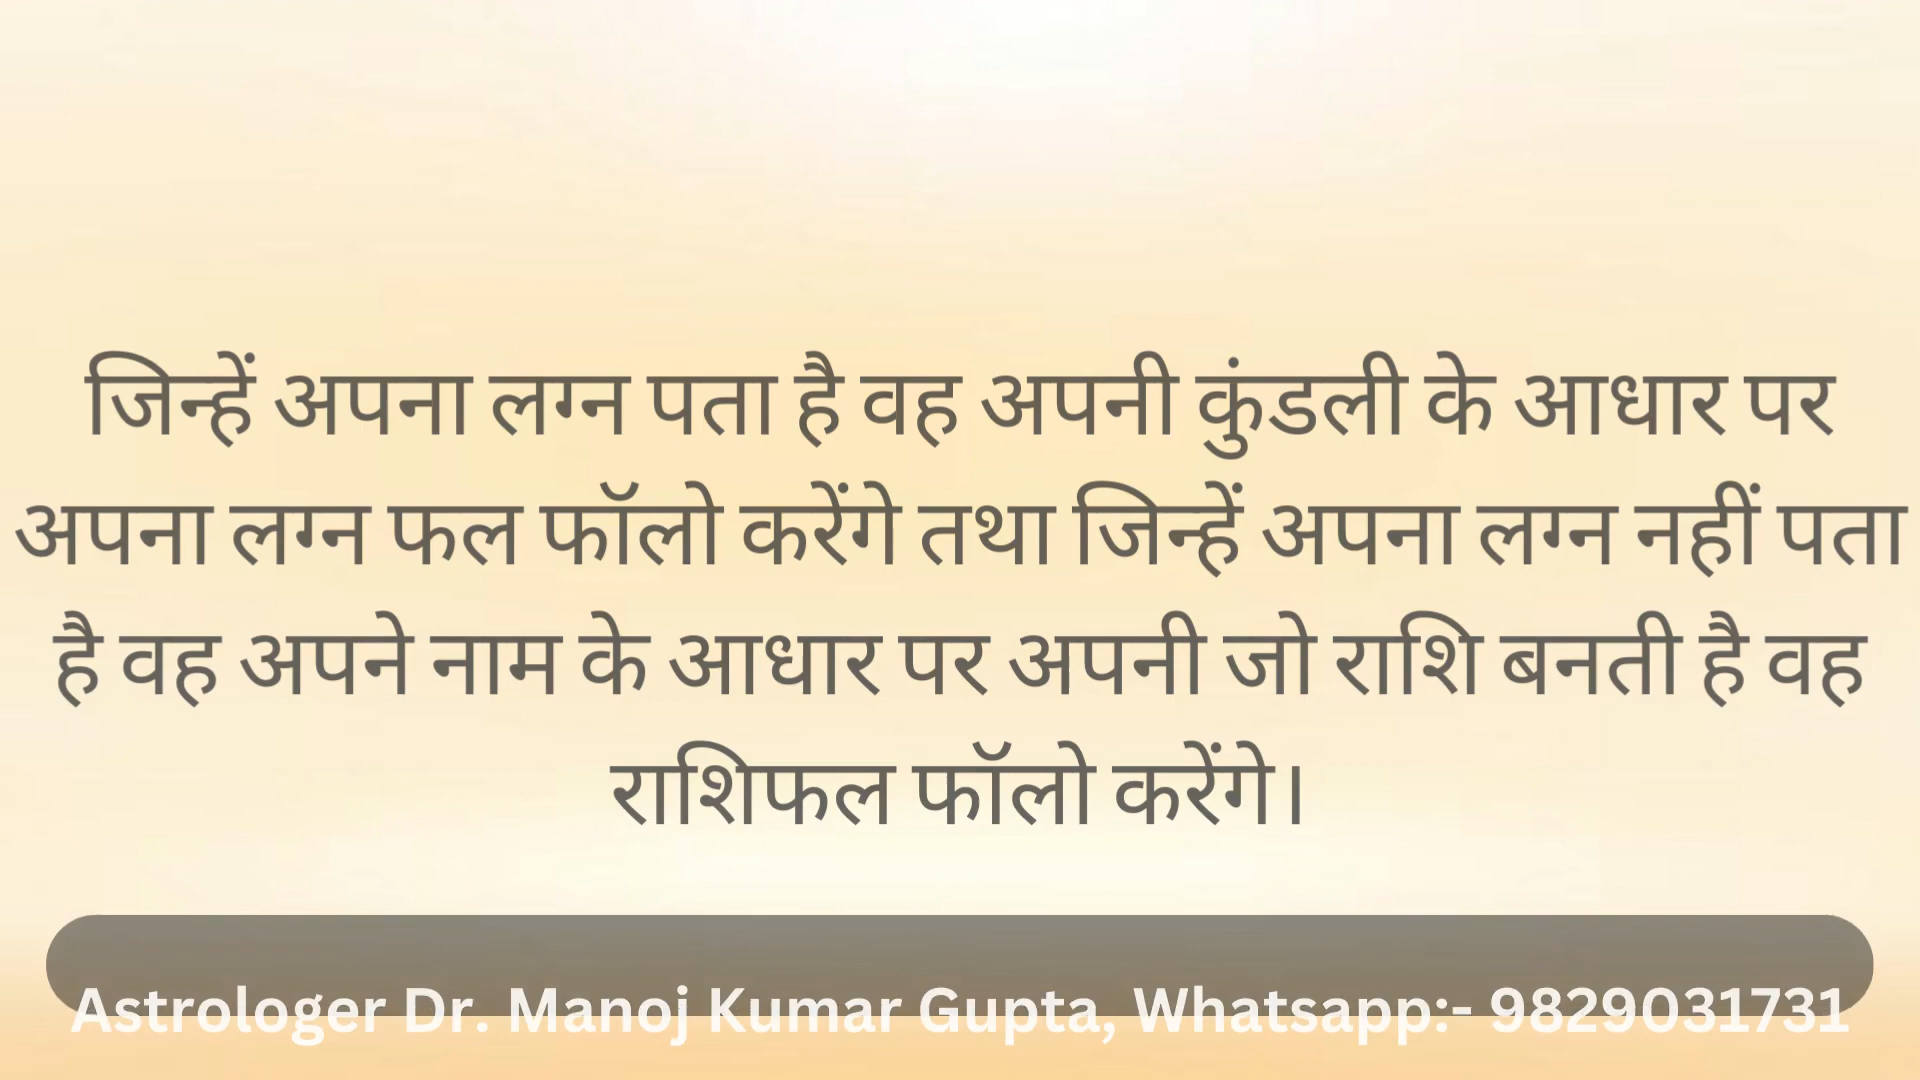 जिन्हें अपना लग्न पता है वह अपनी कुंडली के आधार पर
अपना लग्न फल फॉलो करेंगे तथा जिन्हें अपना लग्न नहीं पता
है वह अपने नाम के आधार पर अपनी जो राशि बनती है वह
राशिफल फॉलो करेंगे।
Astrologer Dr. Manoj Kumar Gupta, Whatsapp:- 9829031731